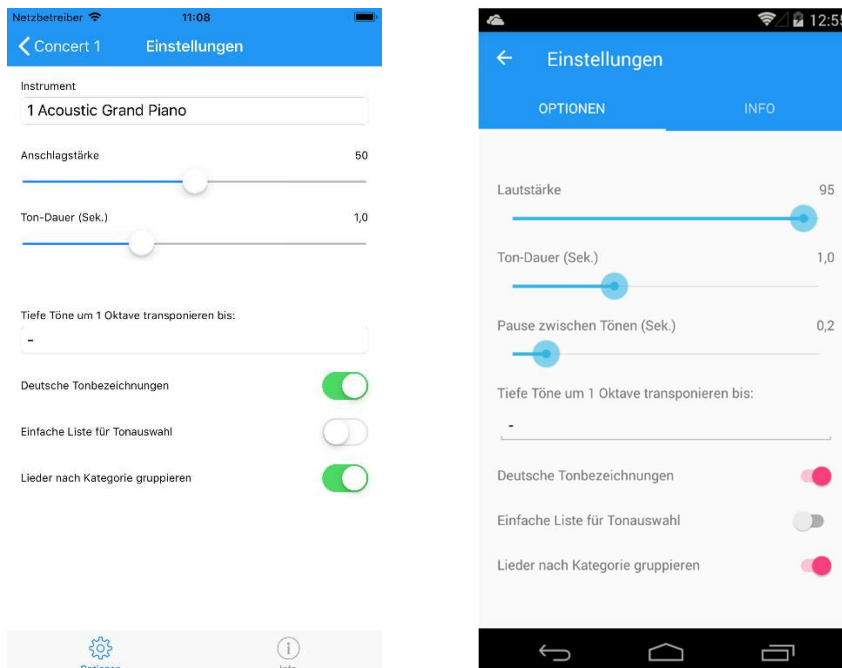 Netzbetreiber 11:08
Concert 1 Einstellungen
Instrument
1 Acoustic Grand Piano
Anschlagstärke 50
Ton-Dauer (Sek.) 1,0
Tiefe Töne um 1 Oktave transponieren bis:
-
Deutsche Tonbezeichnungen
Einfache Liste für Tonauswahl
Lieder nach Kategorie gruppieren
Optionen Info
12:55
Einstellungen
OPTIONEN INFO
Lautstärke 95
Ton-Dauer (Sek.) 1,0
Pause zwischen Tönen (Sek.) 0,2
Tiefe Töne um 1 Oktave transponieren bis:
-
Deutsche Tonbezeichnungen
Einfache Liste für Tonauswahl
Lieder nach Kategorie gruppieren